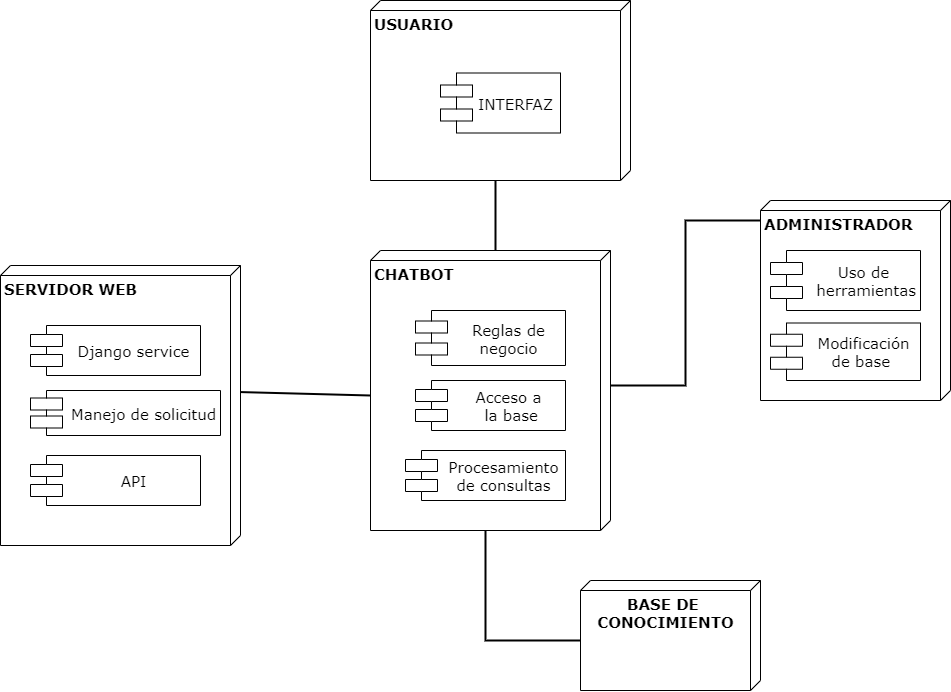 USUARIO
INTERFAZ
ADMINISTRADOR
Uso de
herramientas
Modificación
de base
CHATBOT
Reglas de
negocio
Acceso a
la base
Procesamiento
de consultas
SERVIDOR WEB
Django service
Manejo de solicitud
API
BASE DE
CONOCIMIENTO